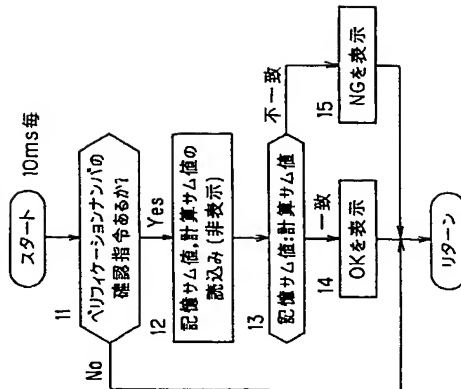 スタート
10ms毎
11
ベリフィケーションナンバの
確認指令あるか?
No
Yes
12
記憶サム値,計算サム値の
読込み(非表示)
13
記憶サム値:計算サム値
不一致
一致
14
OKを表示
15
NGを表示
リターン